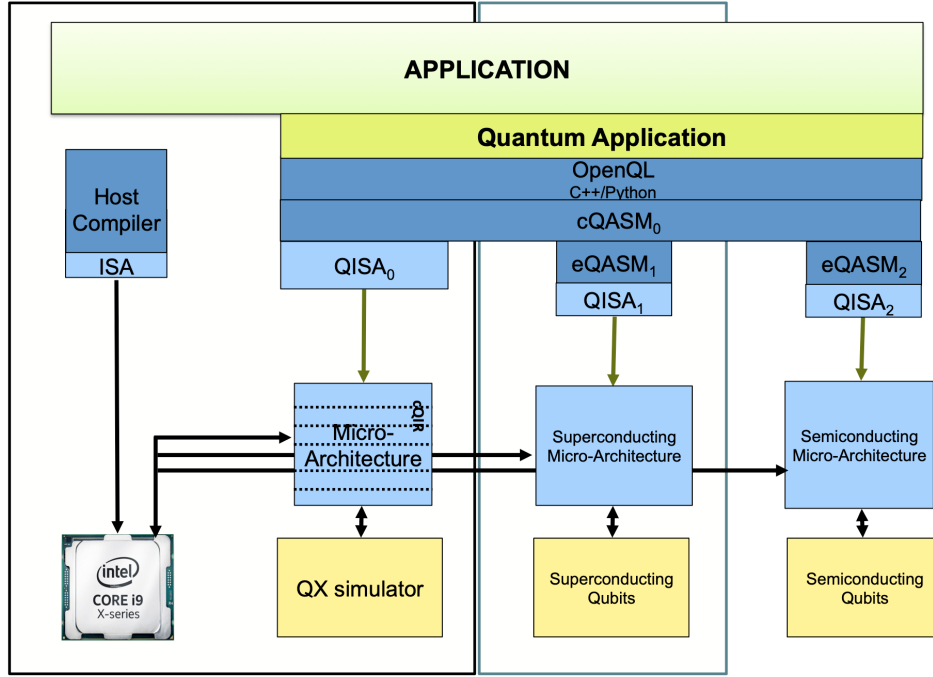 APPLICATION
Quantum Application
OpenQL
C++/Python
cQASM₀
Host
Compiler
ISA
QISA₀
eQASM₁
QISA₁
eQASM₂
QISA₂
cQIR
Micro-
Architecture
Superconducting
Micro-Architecture
Semiconducting
Micro-Architecture
intel
CORE i9
X-series
QX simulator
Superconducting
Qubits
Semiconducting
Qubits